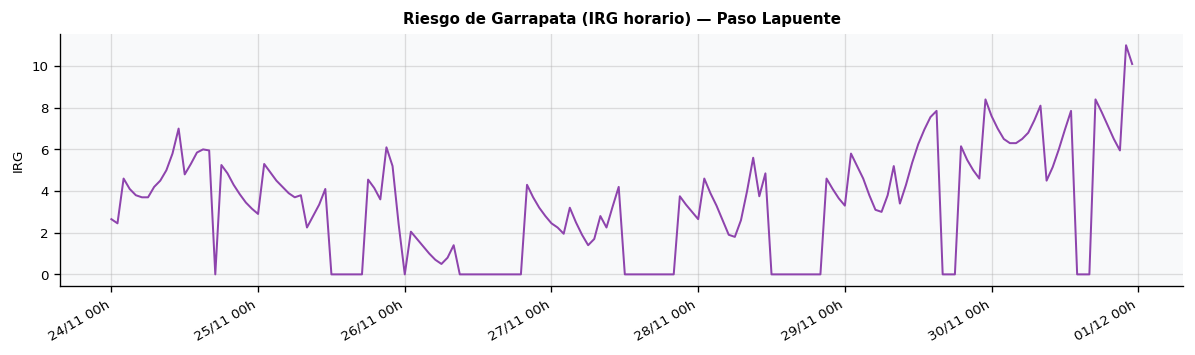 Riesgo de Garrapata (IRG horario) — Paso Lapuente
IRG
10
8
6
4
2
0
24/11 00h
25/11 00h
26/11 00h
27/11 00h
28/11 00h
29/11 00h
30/11 00h
01/12 00h